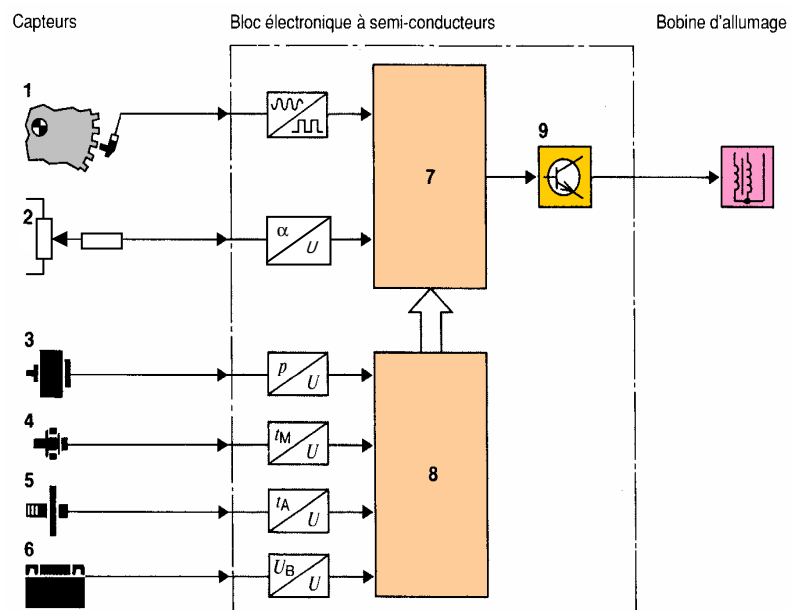 Capteurs
Bloc électronique à semi-conducteurs
Bobine d'allumage
1
2
α
U
7
9
3
p
U
4
tM
U
5
tA
U
8
6
UB
U